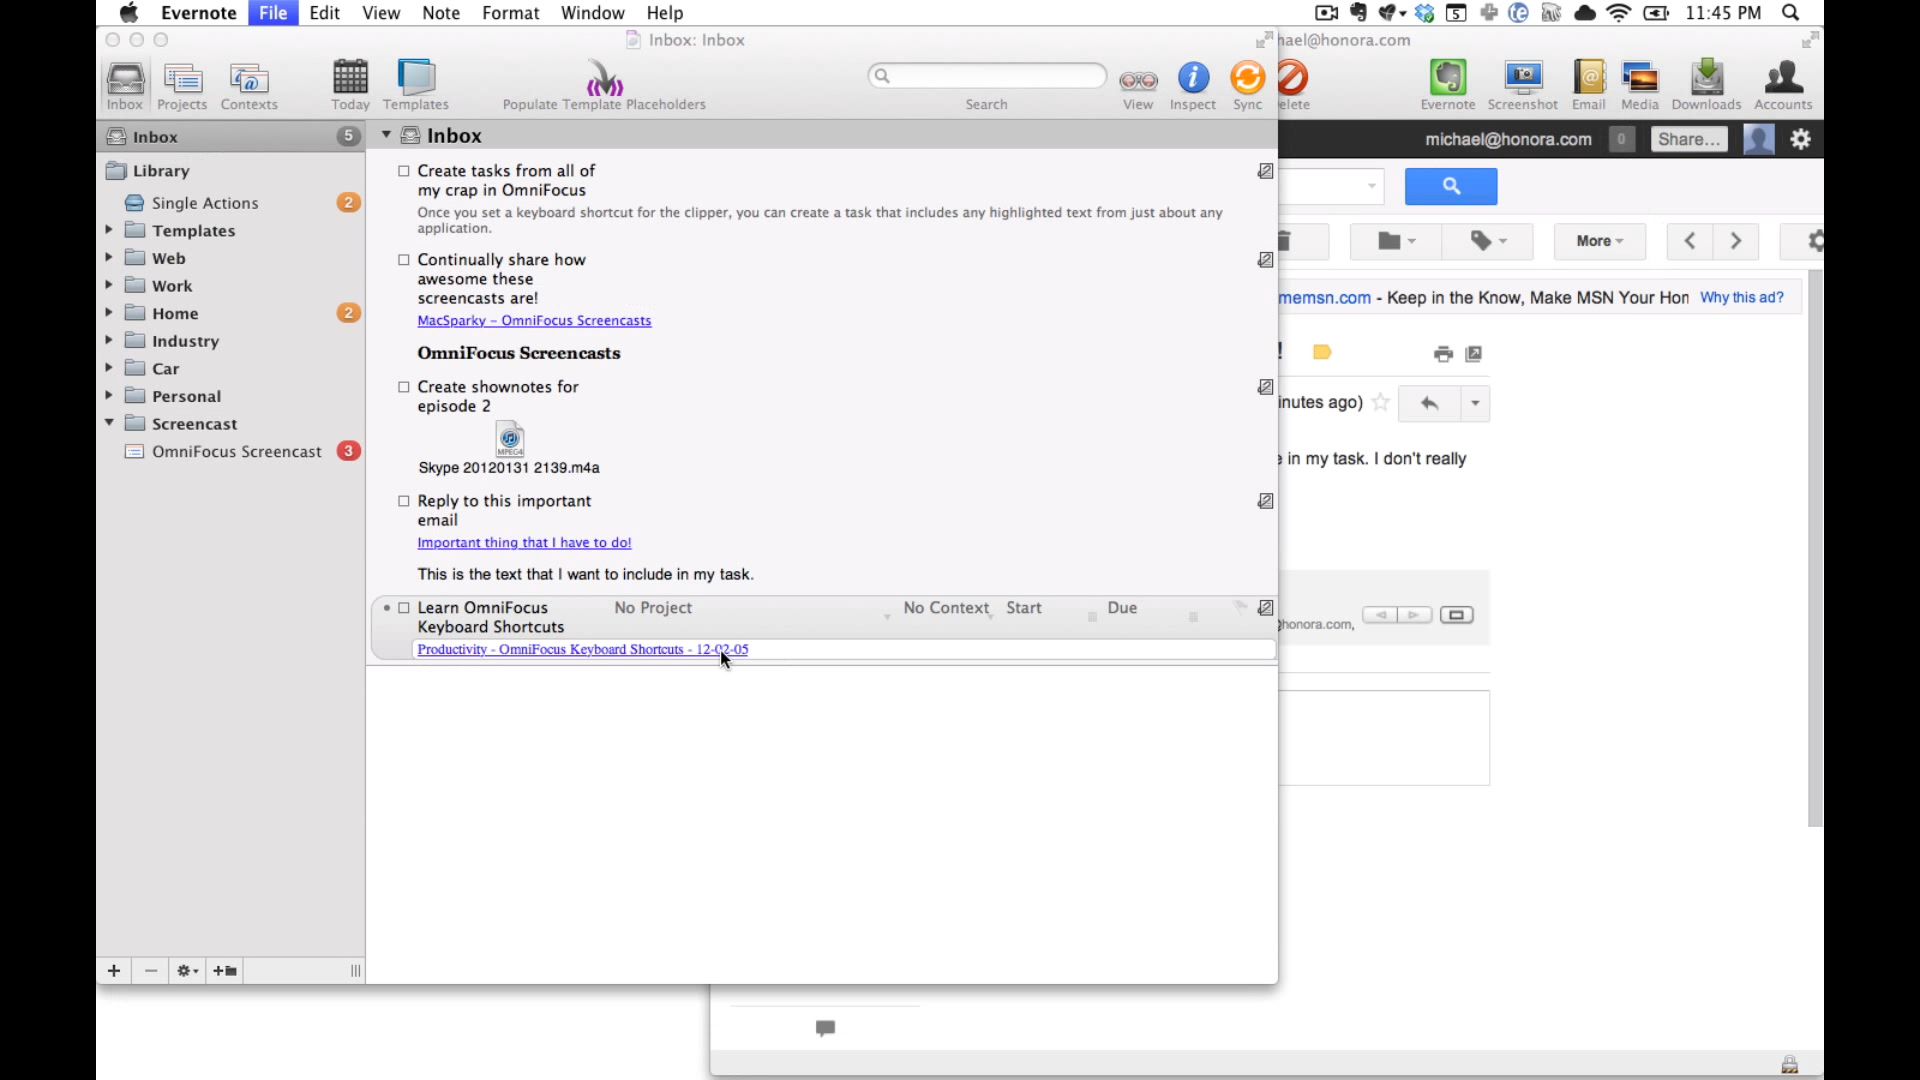 Evernote File Edit View Note Format Window Help
5 11:45 PM
Inbox: Inbox
hael@honora.com
Inbox Projects Contexts Today Templates Populate Template Placeholders Search View Inspect Sync
elete Evernote Screenshot Email Media Downloads Accounts
Inbox 5
Library
Single Actions 2
Templates
Web
Work
Home 2
Industry
Car
Personal
Screencast
OmniFocus Screencast 3
Inbox
Create tasks from all of
my crap in OmniFocus
Once you set a keyboard shortcut for the clipper, you can create a task that includes any highlighted text from just about any
application.
Continually share how
awesome these
screencasts are!
MacSparky – OmniFocus Screencasts
OmniFocus Screencasts
Create shownotes for
episode 2
MPEG4
Skype 20120131 2139.m4a
Reply to this important
email
Important thing that I have to do!
This is the text that I want to include in my task.
Learn OmniFocus No Project No Context Start Due
Keyboard Shortcuts
Productivity - OmniFocus Keyboard Shortcuts - 12-02-05
michael@honora.com 0 Share...
More
memsn.com - Keep in the Know, Make MSN Your Hon Why this ad?
!
inutes ago)
e in my task. I don't really
honora.com,